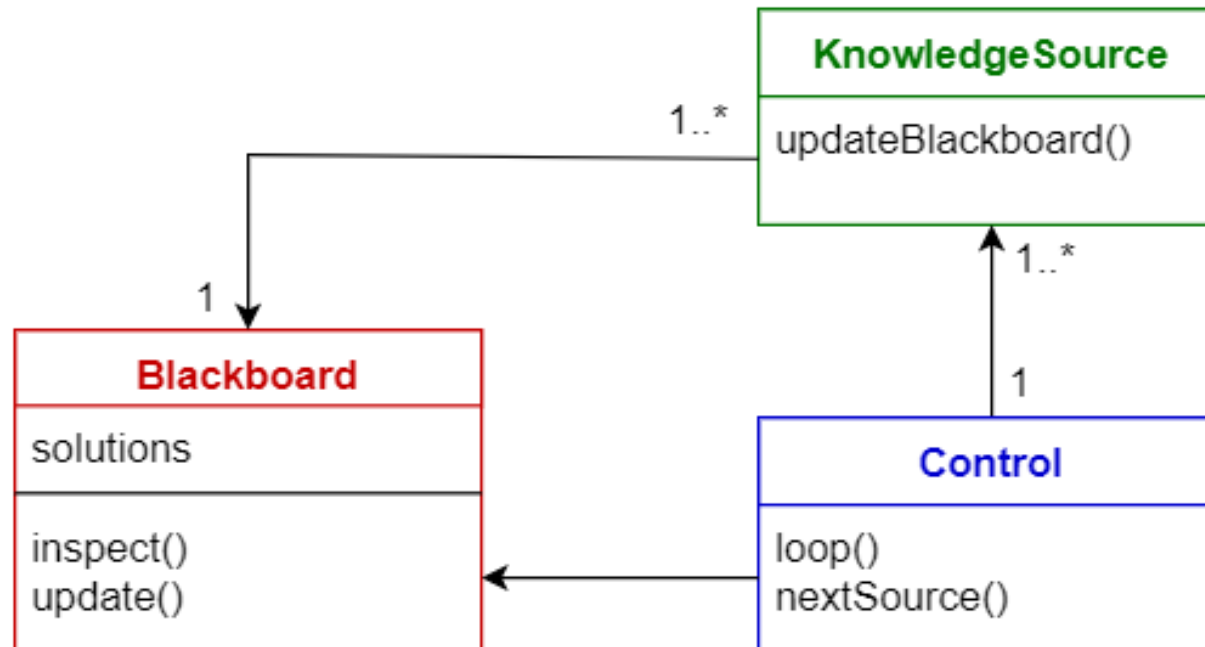 KnowledgeSource
1..*
updateBlackboard()
1..*
1
1
Blackboard
solutions
Control
inspect()
update()
loop()
nextSource()